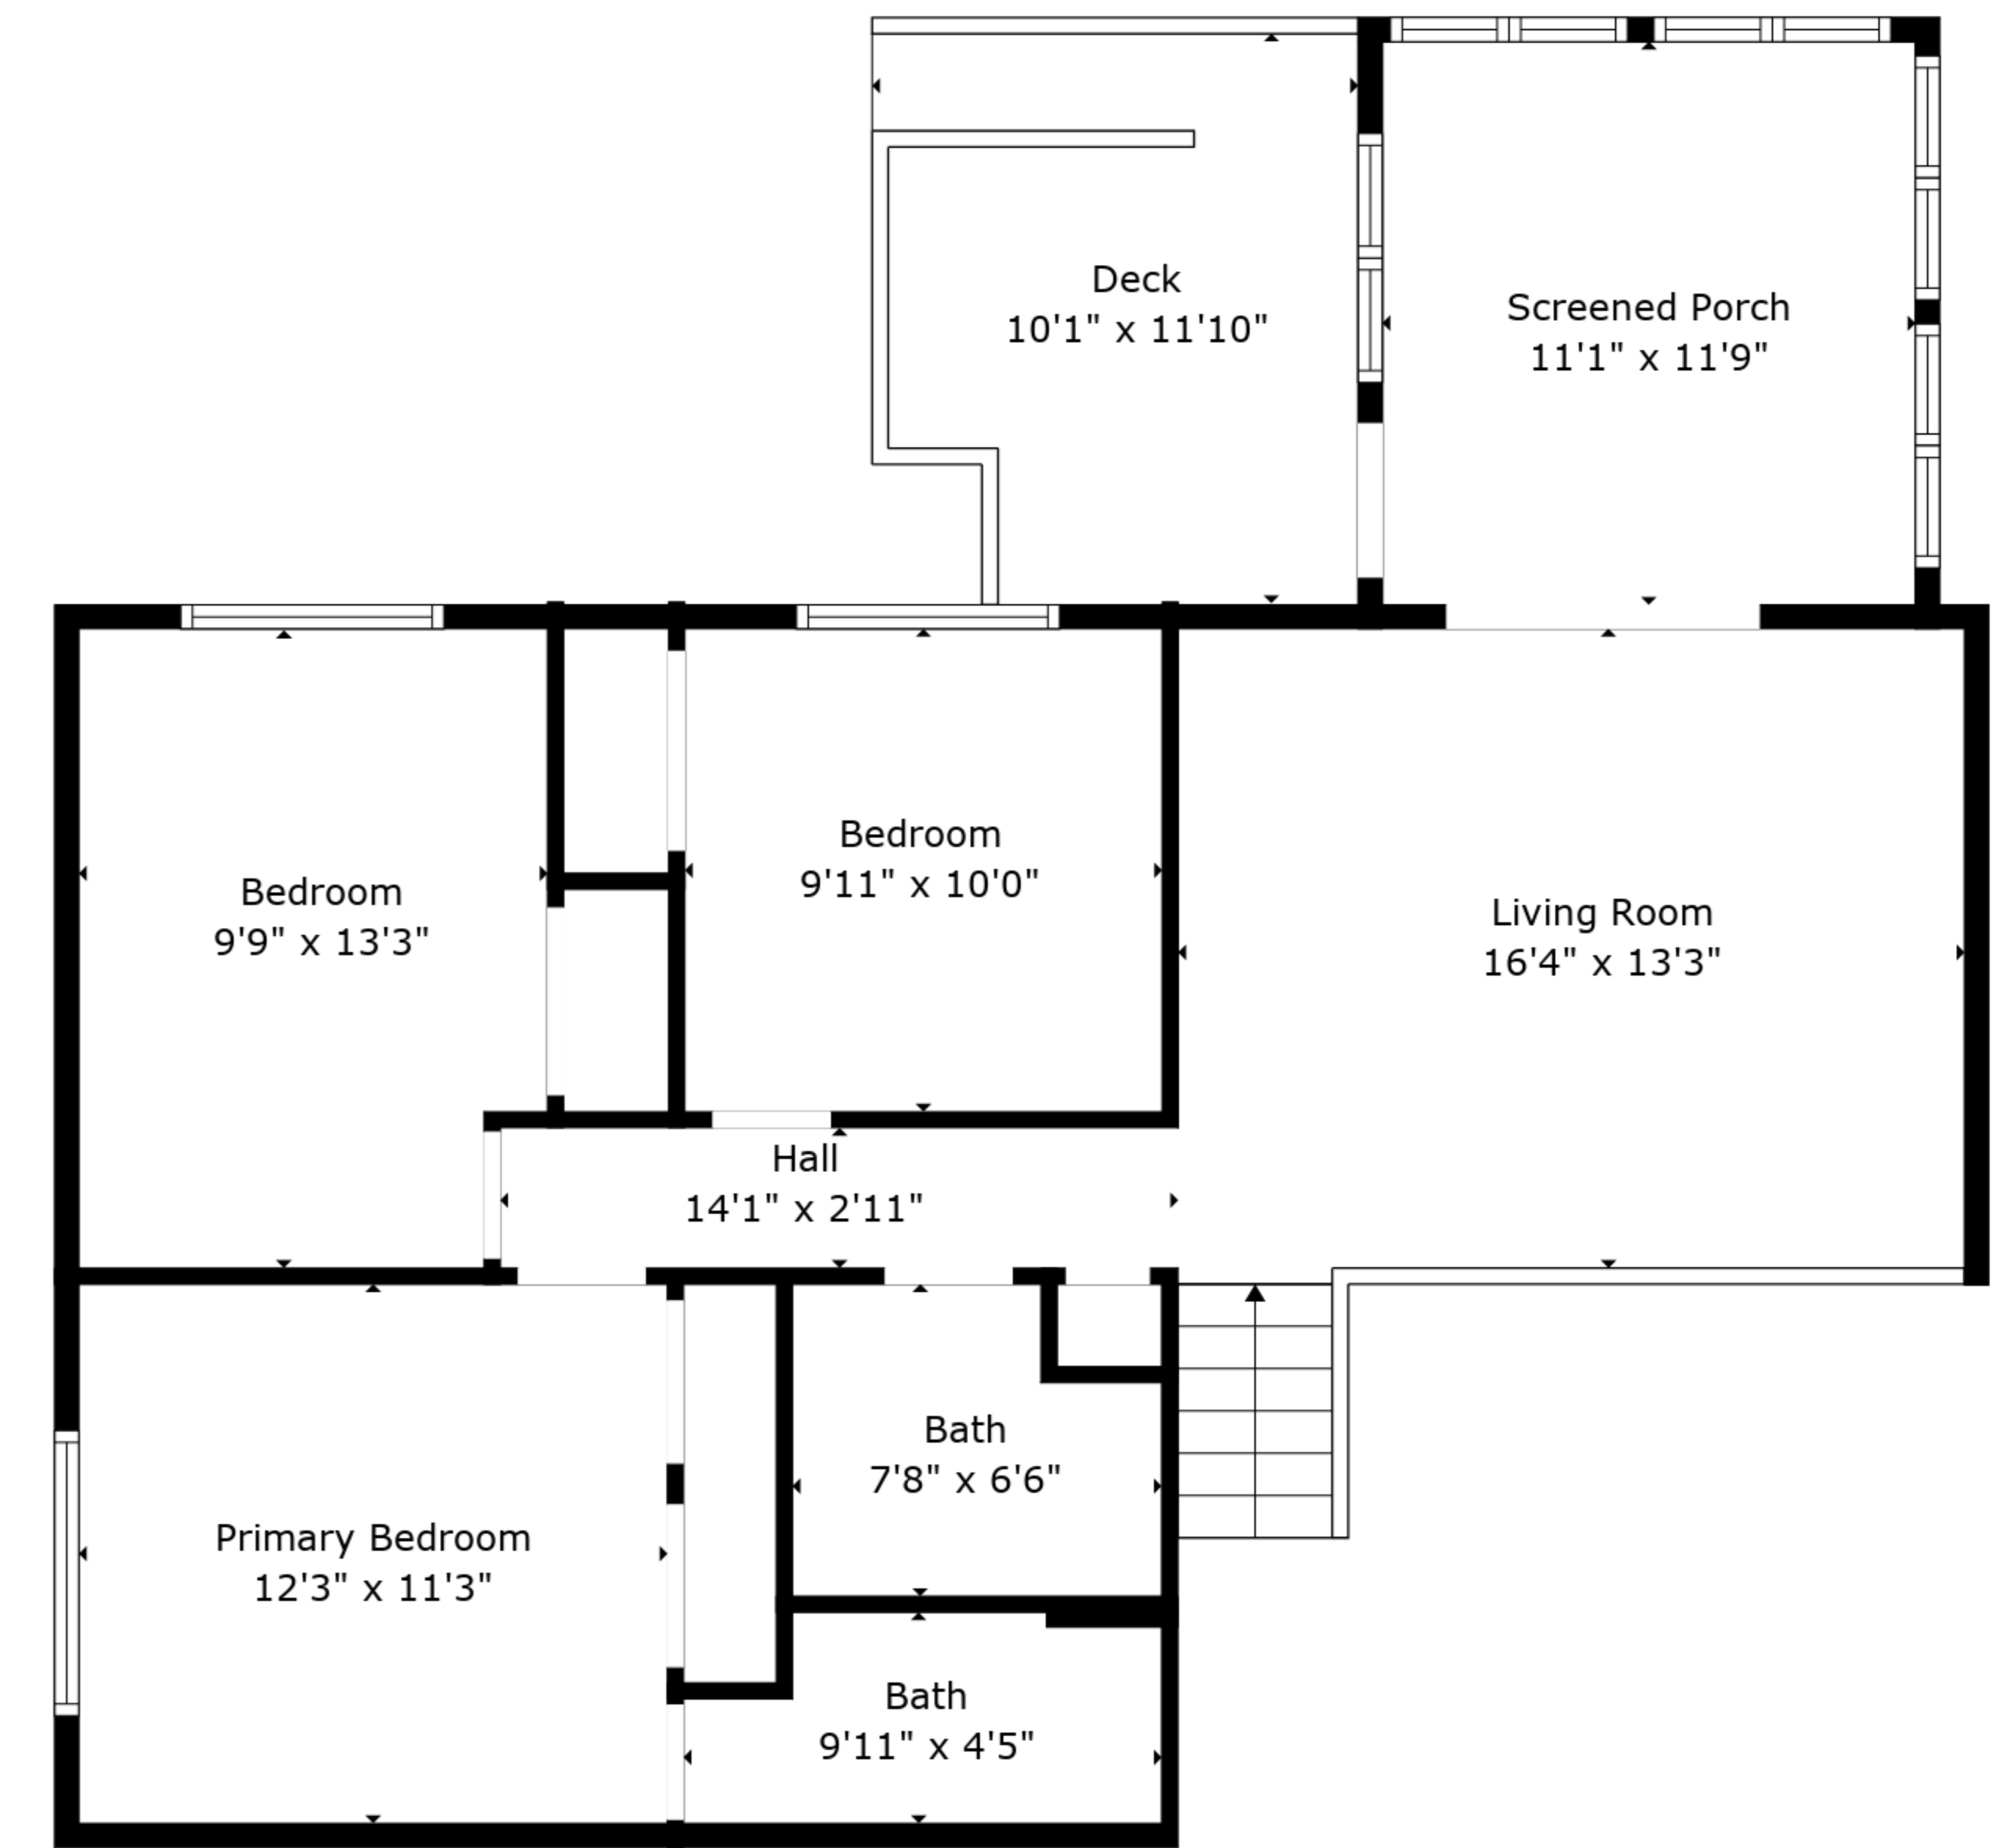 Deck
10'1" x 11'10"
Screened Porch
11'1" x 11'9"
Bedroom
9'9" x 13'3"
Bedroom
9'11" x 10'0"
Living Room
16'4" x 13'3"
Hall
14'1" x 2'11"
Primary Bedroom
12'3" x 11'3"
Bath
7'8" x 6'6"
Bath
9'11" x 4'5"